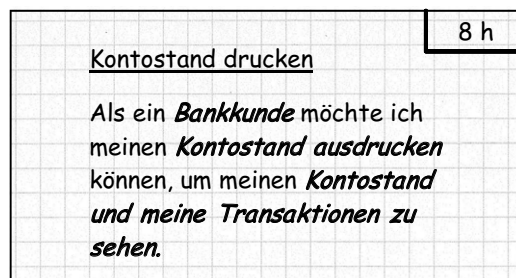 8 h
Kontostand drucken
Als ein Bankkunde möchte ich
meinen Kontostand ausdrucken
können, um meinen Kontostand
und meine Transaktionen zu
sehen.